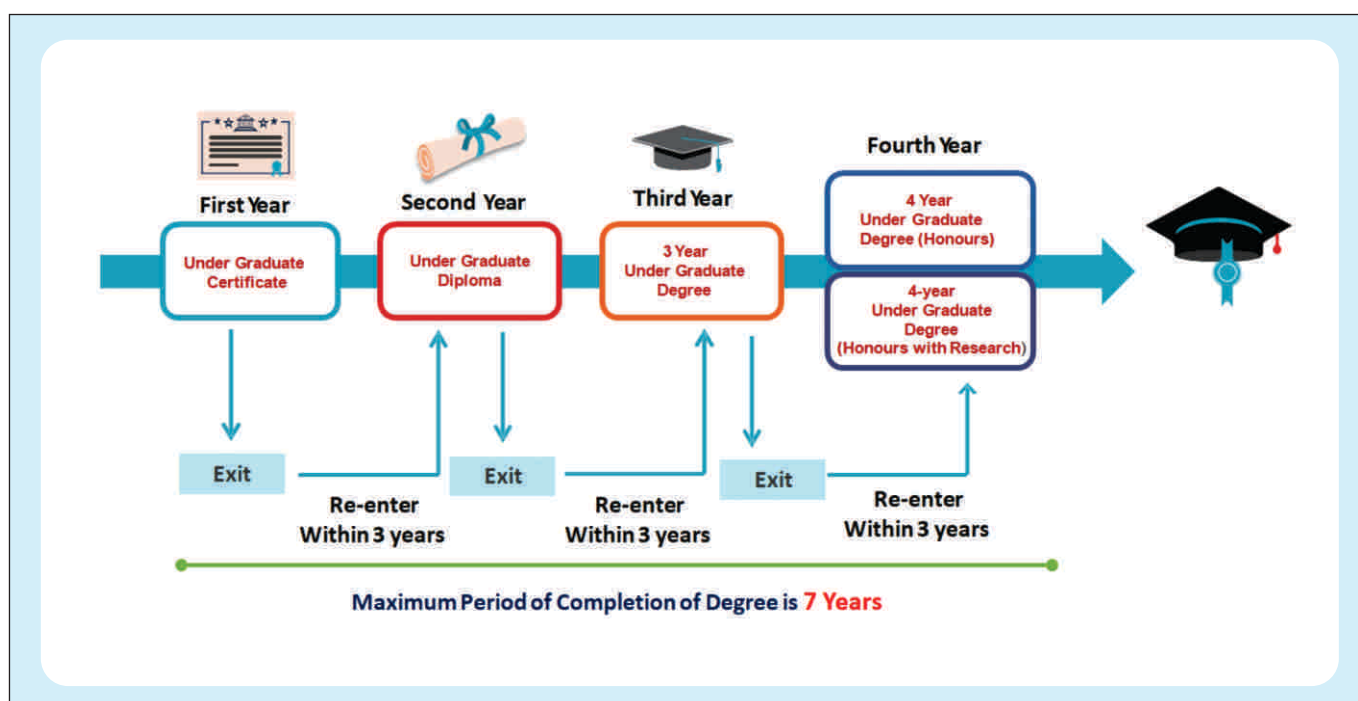 First Year
Under Graduate
Certificate
Second Year
Under Graduate
Diploma
Third Year
3 Year
Under Graduate
Degree
Fourth Year
4 Year
Under Graduate
Degree (Honours)
4-year
Under Graduate
Degree
(Honours with Research)
Exit
Re-enter
Within 3 years
Exit
Re-enter
Within 3 years
Exit
Re-enter
Within 3 years
Maximum Period of Completion of Degree is 7 Years